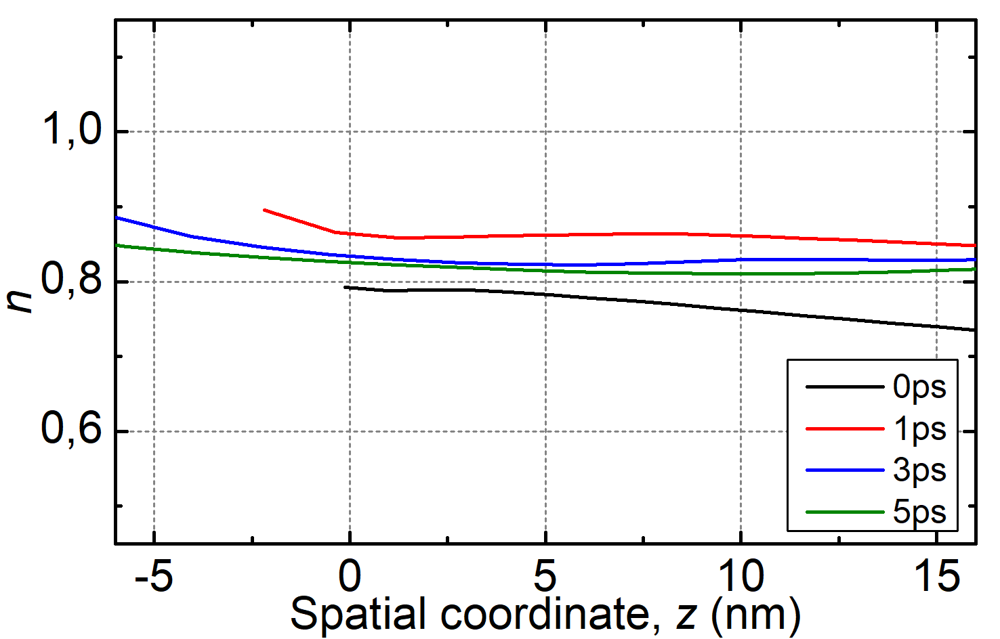 1,0
0,8
0,6
n
-5 0 5 10 15
Spatial coordinate, z (nm)
0ps
1ps
3ps
5ps